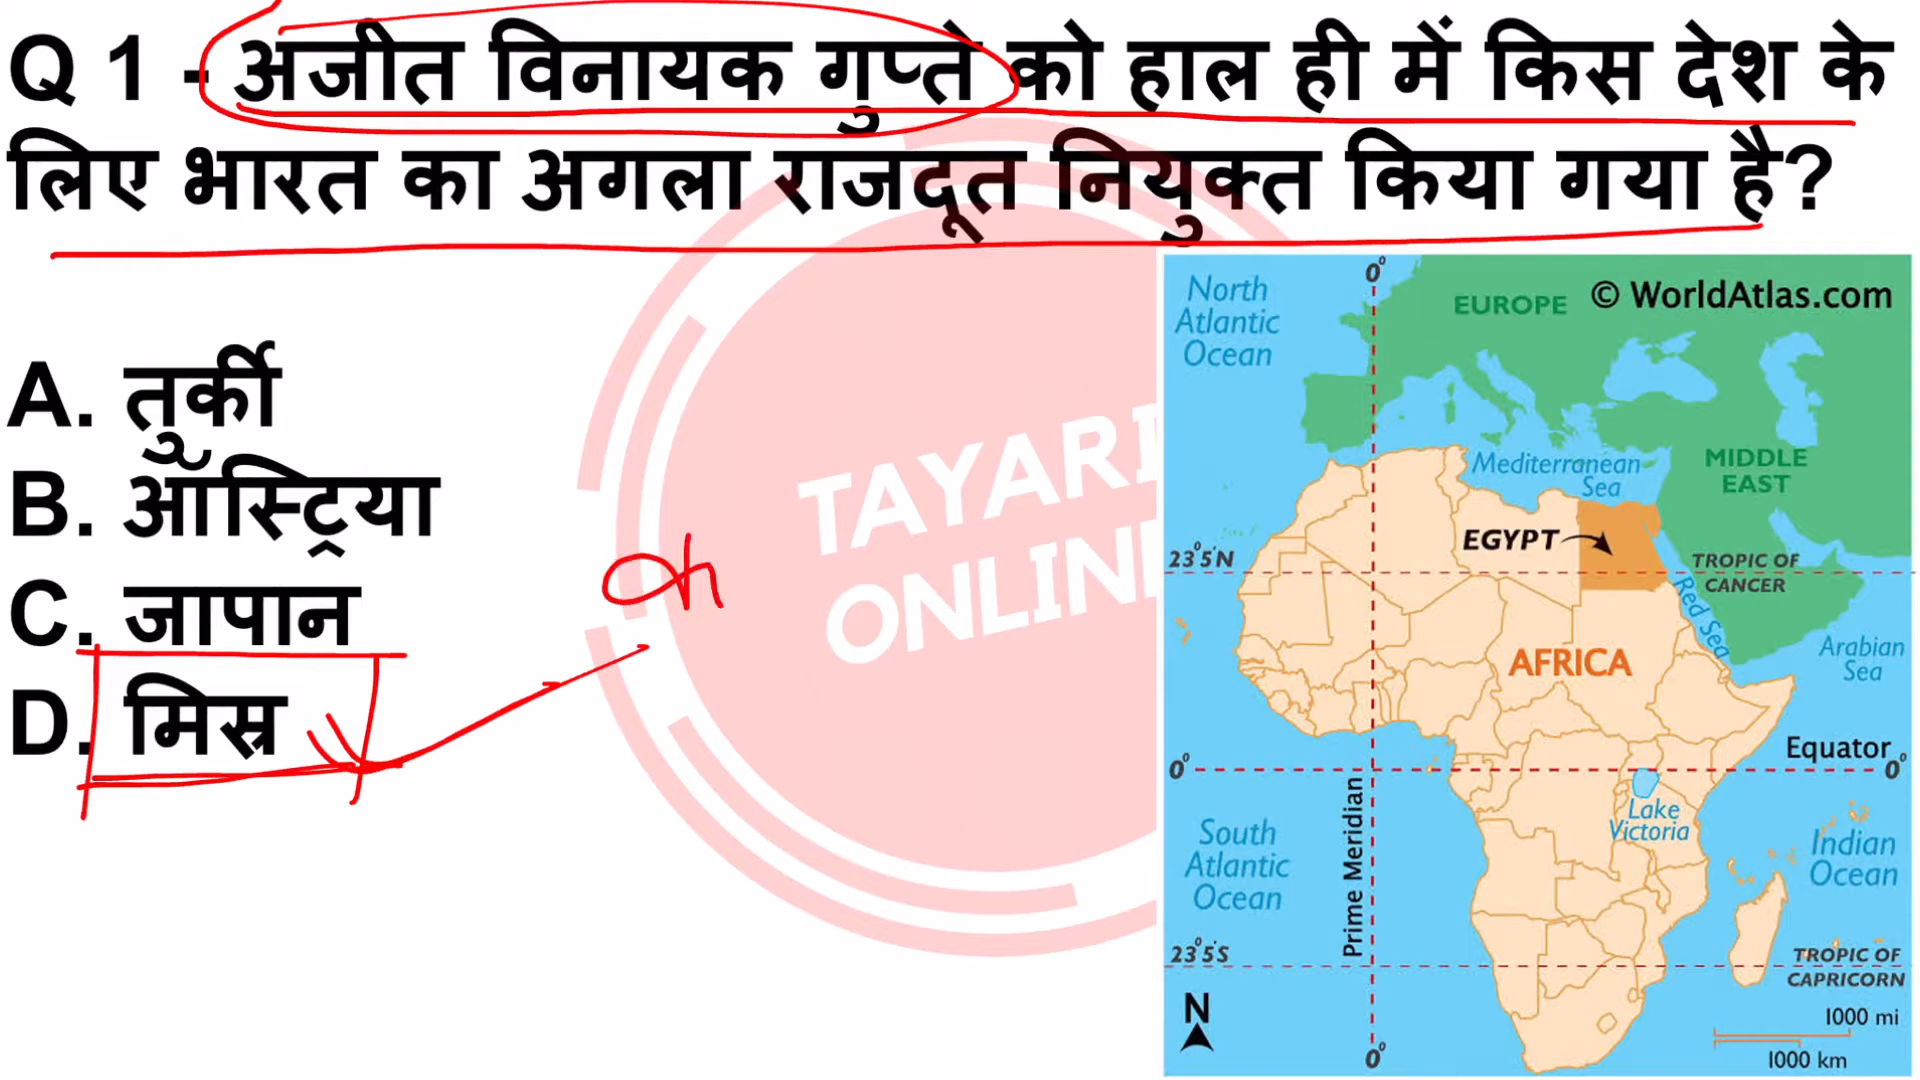 Q 1 - अजीत विनायक गुप्ते को हाल ही में किस देश के
लिए भारत का अगला राजदूत नियुक्त किया गया है?
A. तुर्की
B. ऑस्ट्रिया
C. जापान
D. मिस्र
TAYARI
ONLINE
© WorldAtlas.com
0°
North
Atlantic
Ocean
EUROPE
Mediterranean
Sea
MIDDLE
EAST
EGYPT
23°5'N
TROPIC OF
CANCER
Red Sea
AFRICA
Arabian
Sea
Equator
0°
0°
Lake
Victoria
Prime Meridian
South
Atlantic
Ocean
Indian
Ocean
23°5'S
TROPIC OF
CAPRICORN
N
1000 mi
1000 km
0°